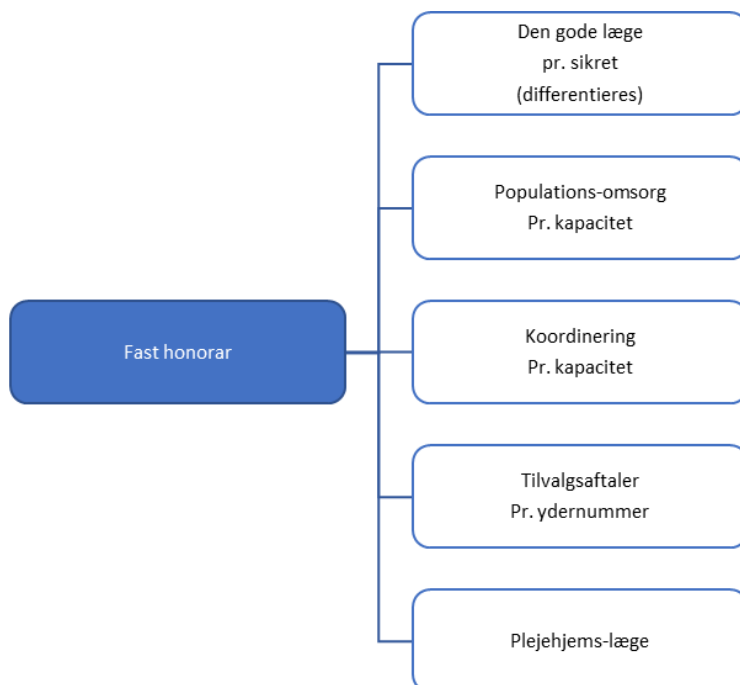 Den gode læge
pr. sikret
(differentieres)
Populations-omsorg
Pr. kapacitet
Fast honorar
Koordinering
Pr. kapacitet
Tilvalgsaftaler
Pr. ydernummer
Plejehjems-læge